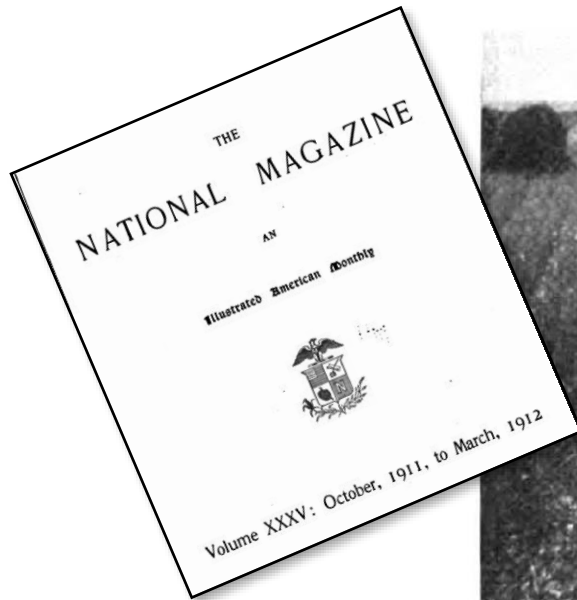 THE
NATIONAL MAGAZINE
AN
Illustrated American Monthly
N
Volume XXXV: October, 1911, to March, 1912